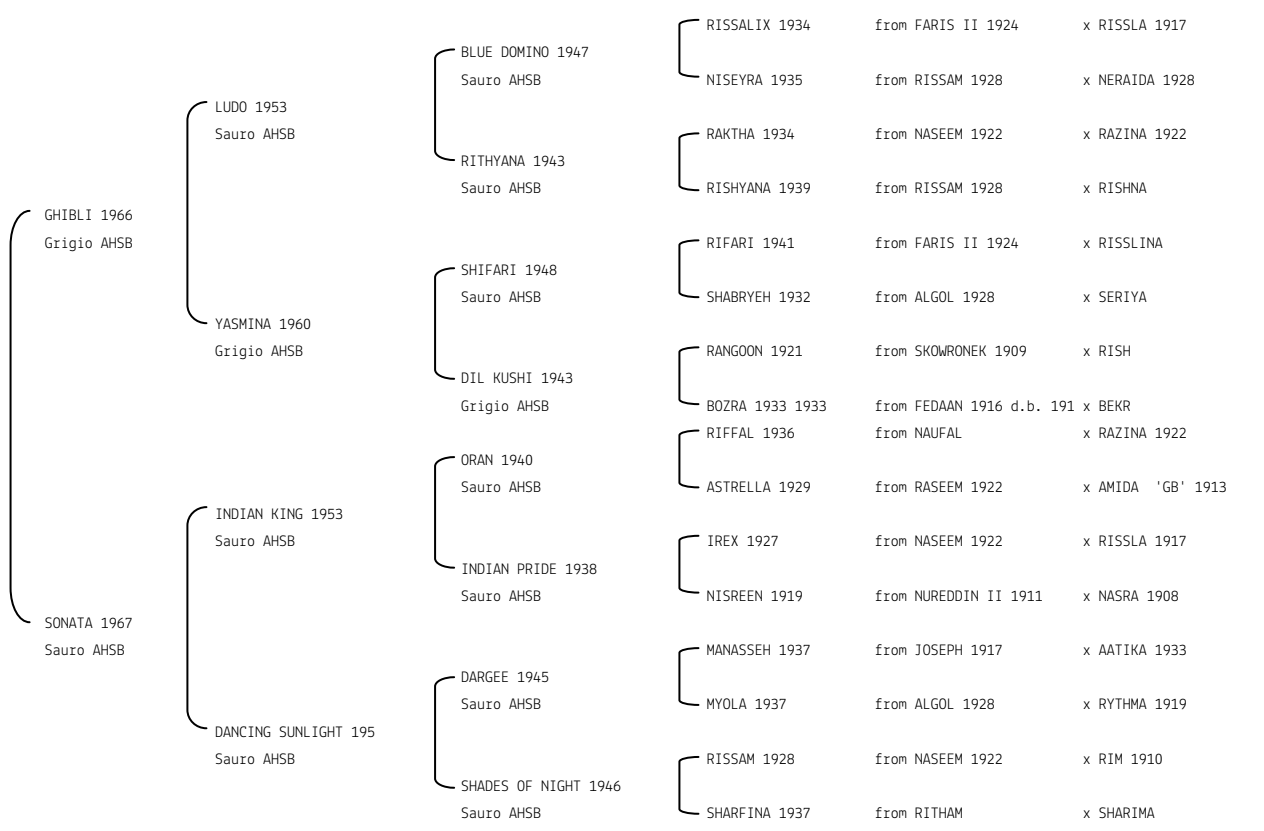 RISSALIX 1934 from FARIS II 1924 x RISSLA 1917
BLUE DOMINO 1947
Sauro AHSB NISEYRA 1935 from RISSAM 1928 x NERAIDA 1928
LUDO 1953
Sauro AHSB RAKTHA 1934 from NASEEM 1922 x RAZINA 1922
RITHYANA 1943
Sauro AHSB RISHYANA 1939 from RISSAM 1928 x RISHNA
GHIBLI 1966
Grigio AHSB RIFARI 1941 from FARIS II 1924 x RISSLINA
SHIFARI 1948
Sauro AHSB SHABRYEH 1932 from ALGOL 1928 x SERIYA
YASMINA 1960
Grigio AHSB RANGOON 1921 from SKOWRONEK 1909 x RISH
DIL KUSHI 1943
Grigio AHSB BOZRA 1933 1933 from FEDAAN 1916 d.b. 191 x BEKR
RIFFAL 1936 from NAUFAL x RAZINA 1922
ORAN 1940
Sauro AHSB ASTRELLA 1929 from RASEEM 1922 x AMIDA 'GB' 1913
INDIAN KING 1953
Sauro AHSB IREX 1927 from NASEEM 1922 x RISSLA 1917
INDIAN PRIDE 1938
Sauro AHSB NISREEN 1919 from NUREDDIN II 1911 x NASRA 1908
SONATA 1967
Sauro AHSB MANASSEH 1937 from JOSEPH 1917 x AATIKA 1933
DARGEE 1945
Sauro AHSB MYOLA 1937 from ALGOL 1928 x RYTHMA 1919
DANCING SUNLIGHT 195
Sauro AHSB RISSAM 1928 from NASEEM 1922 x RIM 1910
SHADES OF NIGHT 1946
Sauro AHSB SHARFINA 1937 from RITHAM x SHARIMA